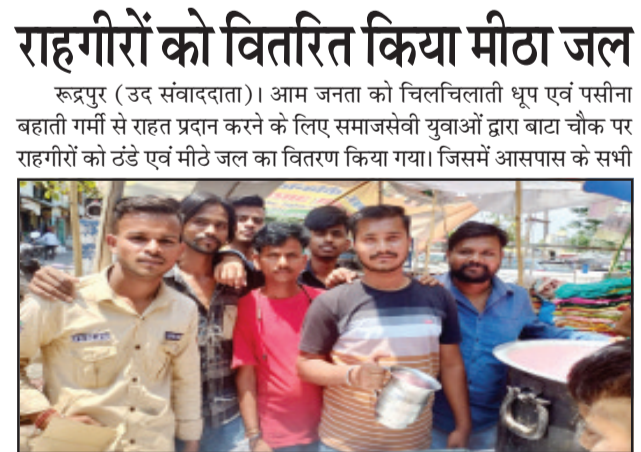 राहगीरों को वितरित किया मीठा जल
रूद्रपुर (उद संवाददाता)। आम जनता को चिलचिलाती धूप एवं पसीना
बहाती गर्मी से राहत प्रदान करने के लिए समाजसेवी युवाओं द्वारा बाटा चौक पर
राहगीरों को ठंडे एवं मीठे जल का वितरण किया गया। जिसमें आसपास के सभी